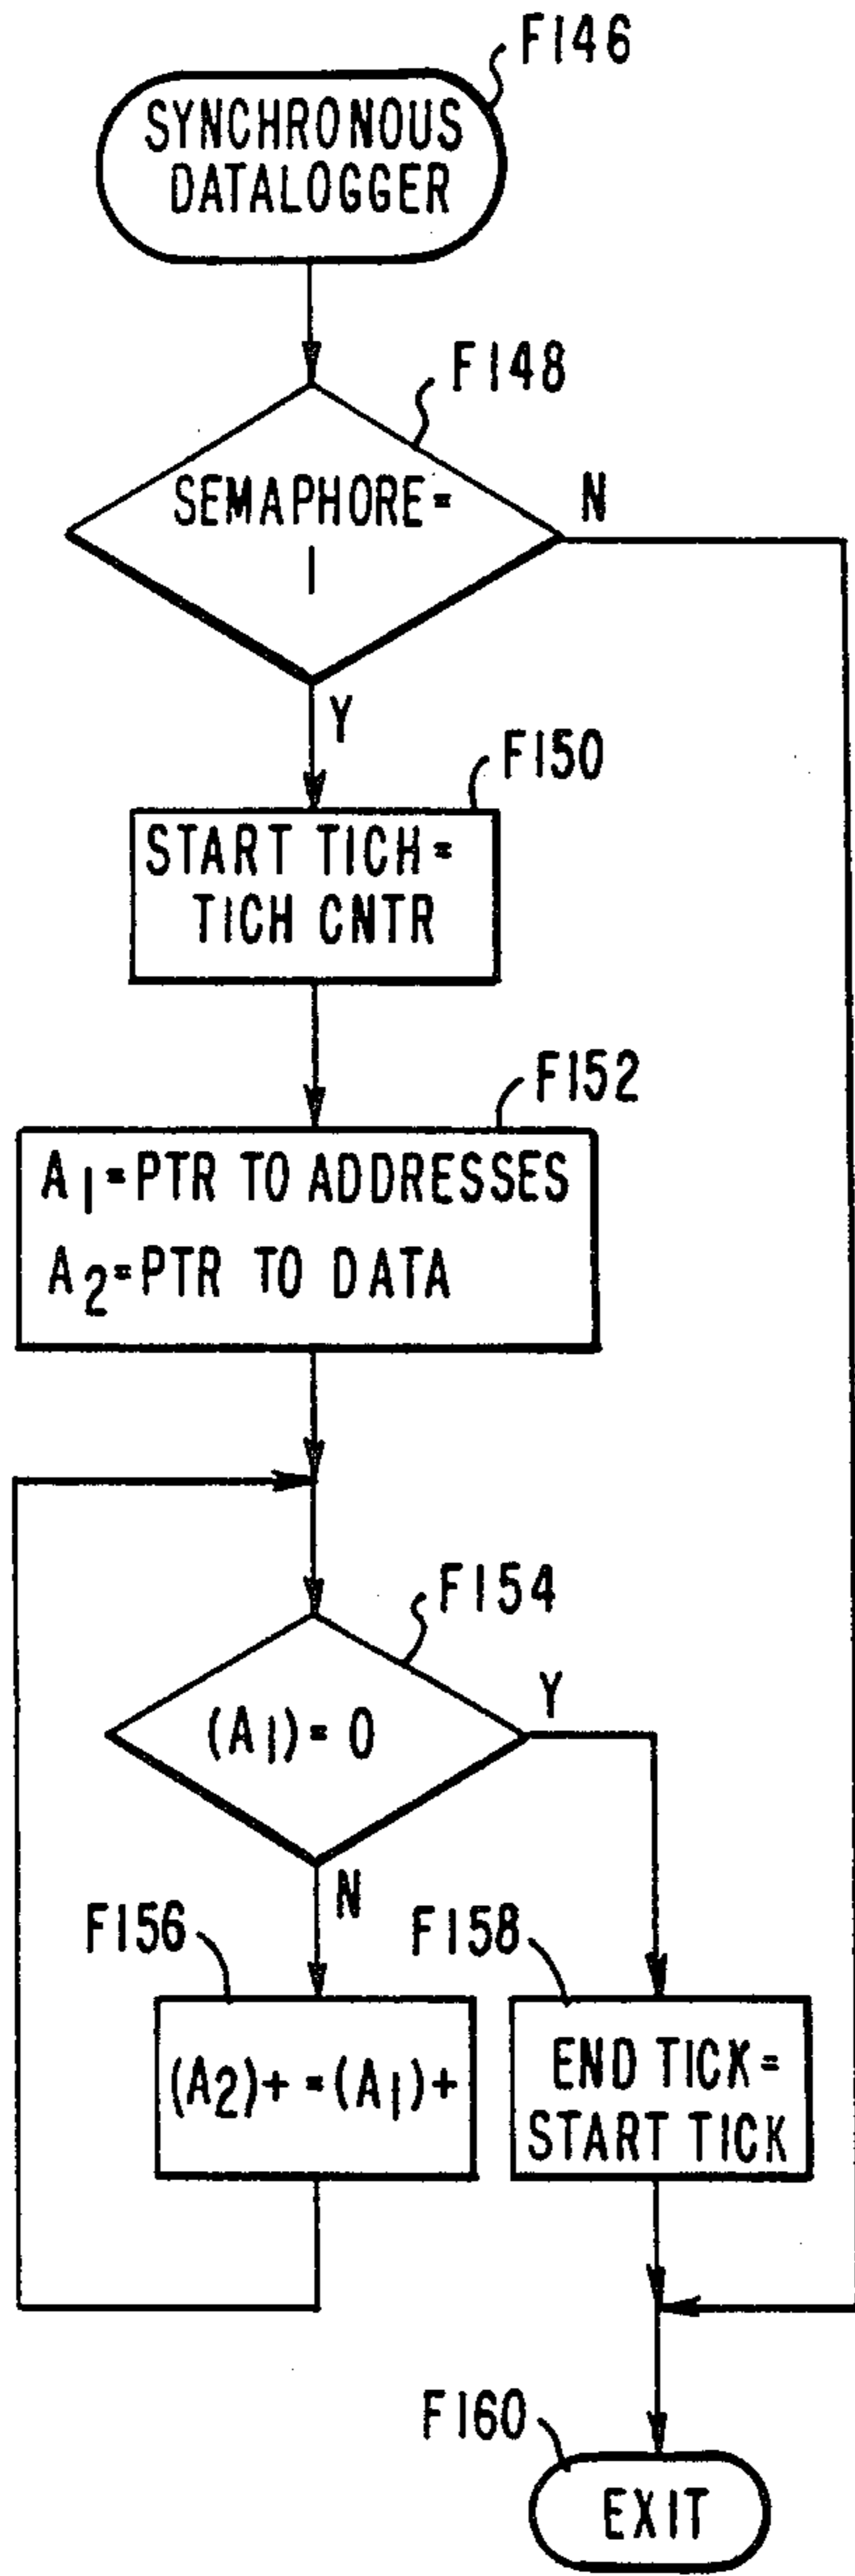 F146
SYNCHRONOUS
DATALOGGER
F148
SEMAPHORE=
1
N
Y
F150
START TICH=
TICH CNTR
F152
A1=PTR TO ADDRESSES
A2=PTR TO DATA
F154
(A1)=0
Y
N
F156
(A2)+=(A1)+
F158
END TICK=
START TICK
F160
EXIT